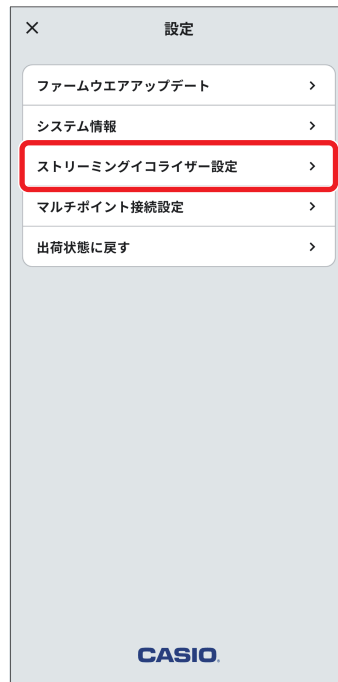 設定
ファームウエアアップデート
システム情報
ストリーミングイコライザー設定
マルチポイント接続設定
出荷状態に戻す
CASIO.